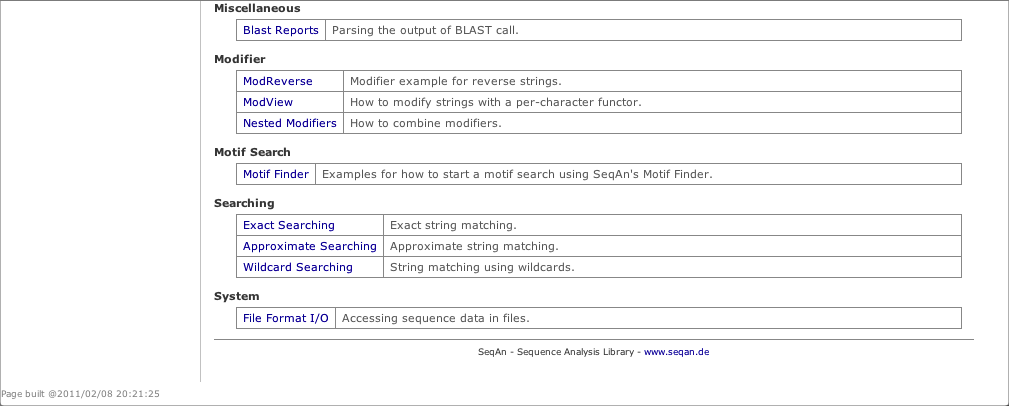 Miscellaneous
Blast Reports Parsing the output of BLAST call.
Modifier
ModReverse Modifier example for reverse strings.
ModView How to modify strings with a per-character functor.
Nested Modifiers How to combine modifiers.
Motif Search
Motif Finder Examples for how to start a motif search using SeqAn's Motif Finder.
Searching
Exact Searching Exact string matching.
Approximate Searching Approximate string matching.
Wildcard Searching String matching using wildcards.
System
File Format I/O Accessing sequence data in files.
SeqAn - Sequence Analysis Library - www.seqan.de
Page built @2011/02/08 20:21:25